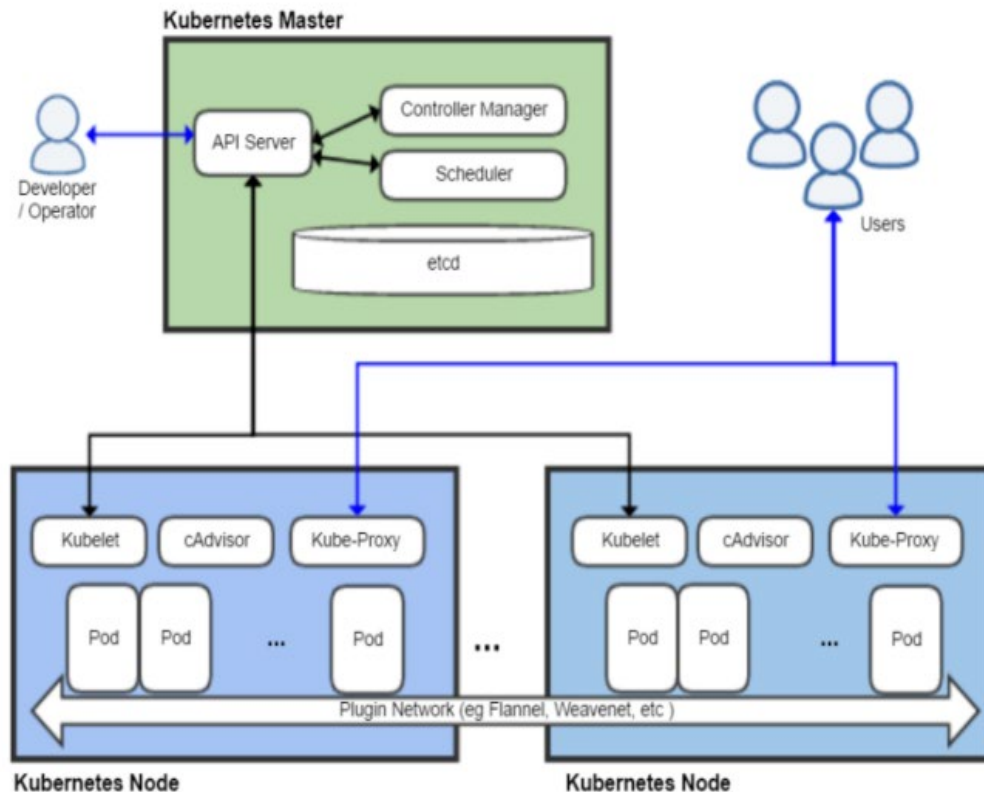 Kubernetes Master
API Server
Controller Manager
Scheduler
etcd
Developer
/ Operator
Users
Kubelet
cAdvisor
Kube-Proxy
Pod
Pod
...
Pod
...
Kubelet
cAdvisor
Kube-Proxy
Pod
Pod
...
Pod
Plugin Network (eg Flannel, Weavenet, etc )
Kubernetes Node
Kubernetes Node